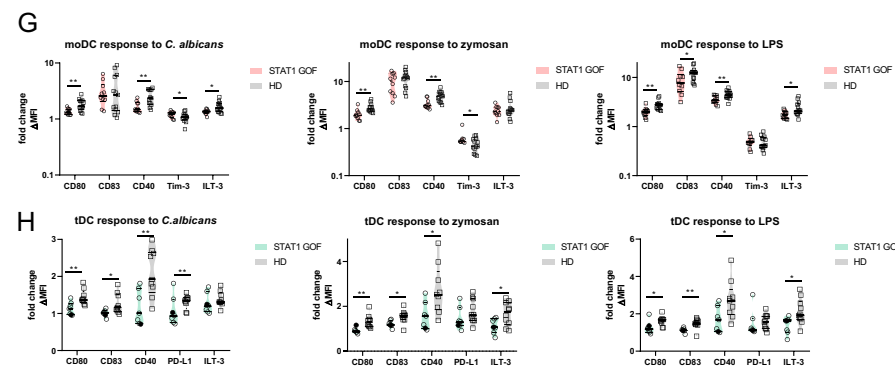 G
moDC response to C. albicans
moDC response to zymosan
moDC response to LPS
fold change
ΔMFI
10
1
0.1
**
**
*
*
CD80
CD83
CD40
Tim-3
ILT-3
STAT1 GOF
HD
fold change
ΔMFI
10
1
0.1
**
**
*
CD80
CD83
CD40
Tim-3
ILT-3
STAT1 GOF
HD
fold change
ΔMFI
10
1
0.1
**
*
**
*
CD80
CD83
CD40
Tim-3
ILT-3
STAT1 GOF
HD
H
tDC response to C.albicans
tDC response to zymosan
tDC response to LPS
fold change
ΔMFI
3
2
1
0
**
*
**
**
CD80
CD83
CD40
PD-L1
ILT-3
STAT1 GOF
HD
fold change
ΔMFI
4
2
0
**
*
*
*
CD80
CD83
CD40
PD-L1
ILT-3
STAT1 GOF
HD
fold change
ΔMFI
6
4
2
0
*
**
*
*
CD80
CD83
CD40
PD-L1
ILT-3
STAT1 GO
HD